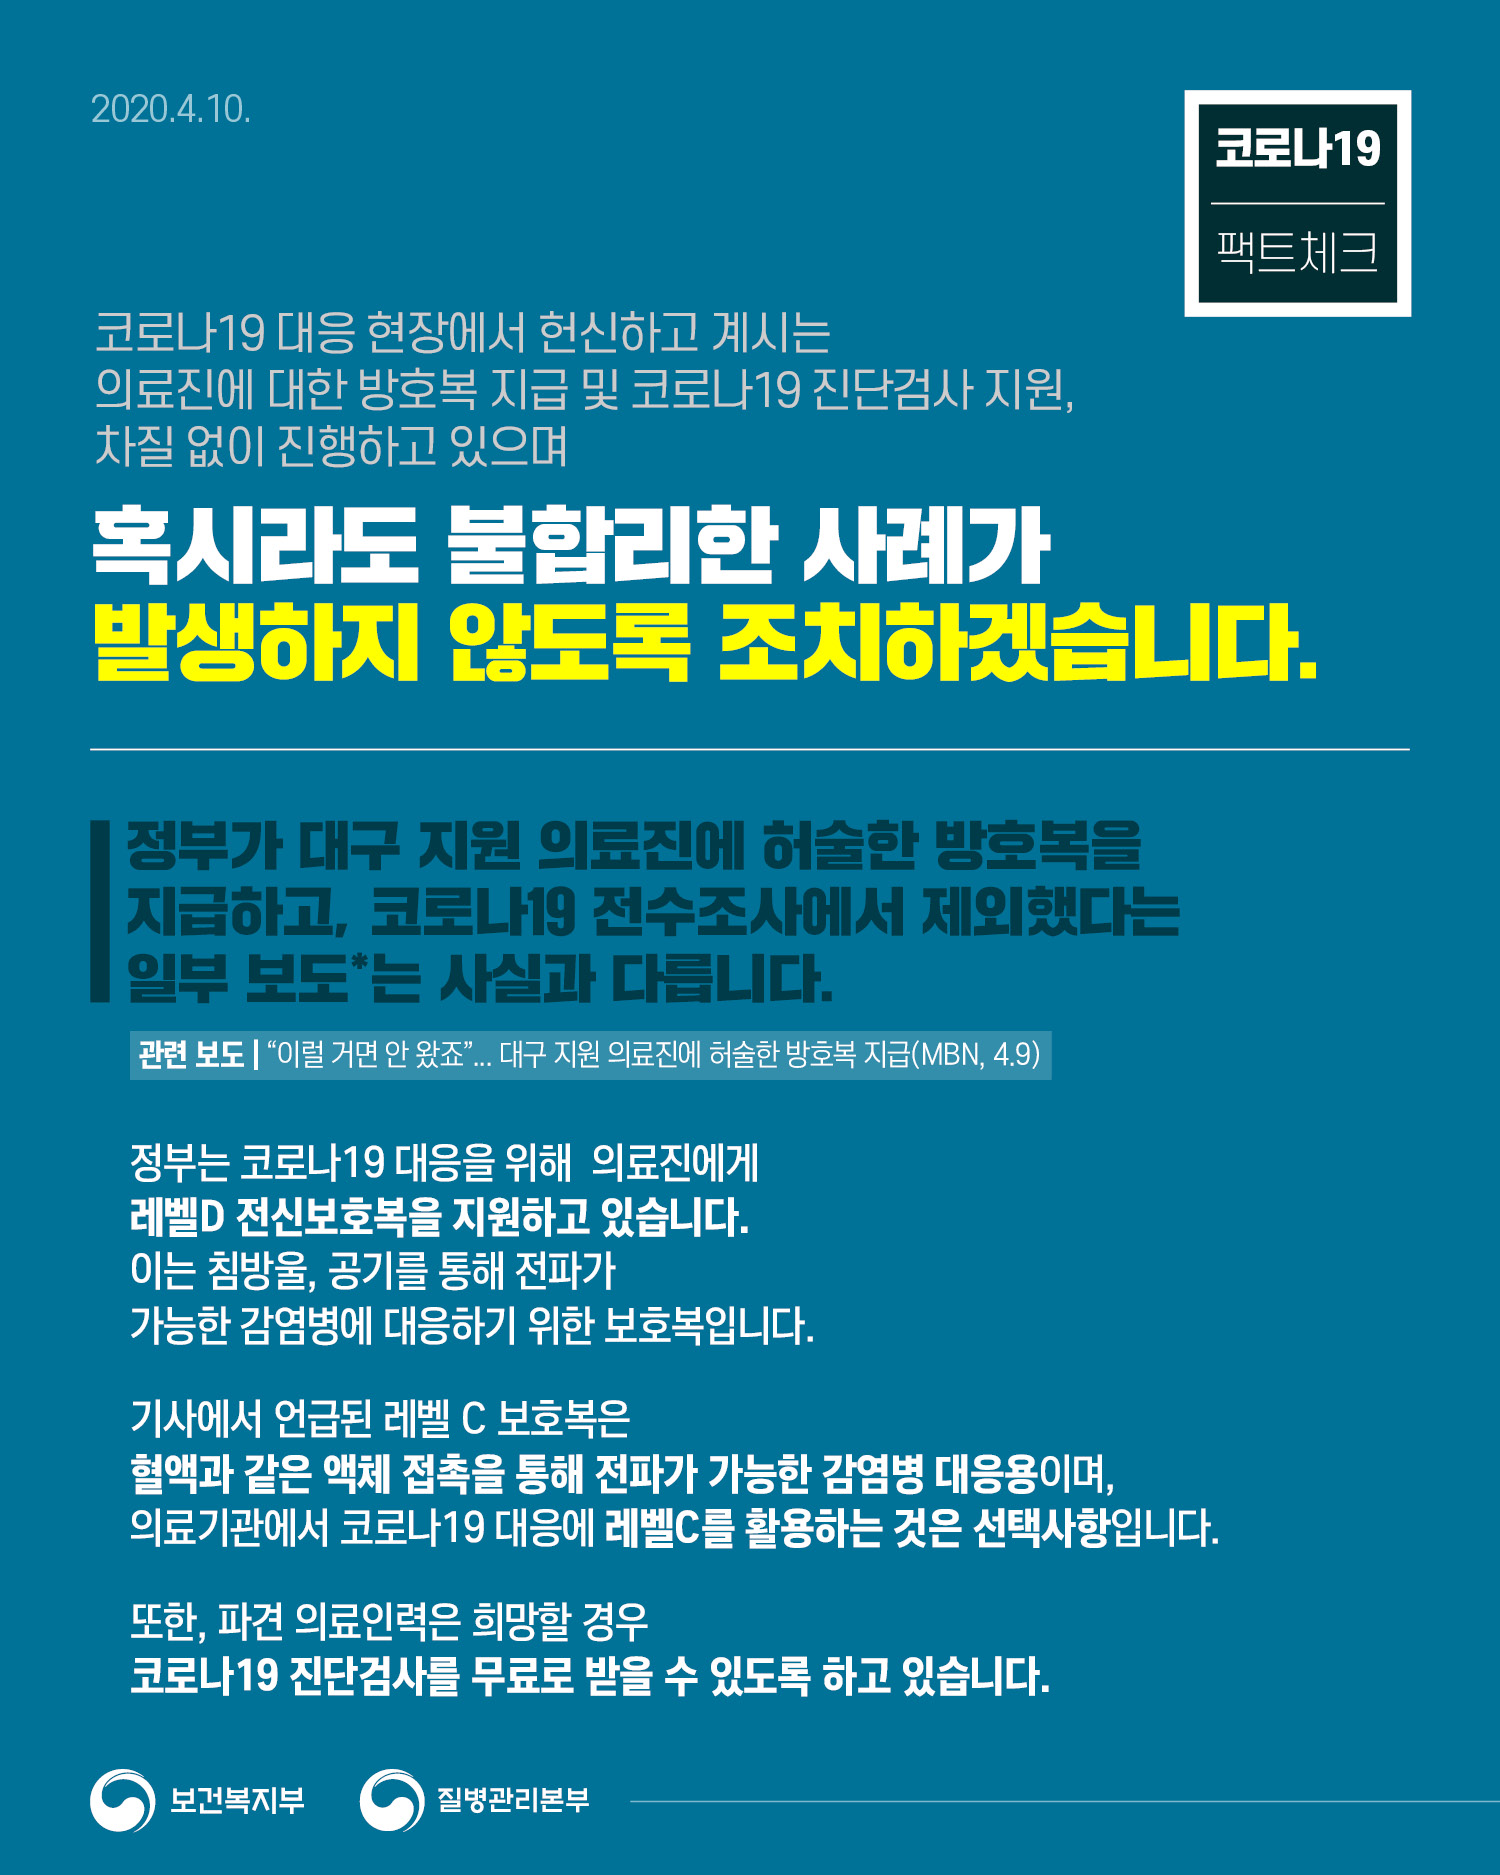 2020.4.10.
코로나19
팩트체크
코로나19 대응 현장에서 헌신하고 계시는
의료진에 대한 방호복 지급 및 코로나19 진단검사 지원,
차질 없이 진행하고 있으며
혹시라도 불합리한 사례가
발생하지 않도록 조치하겠습니다.
정부가 대구 지원 의료진에 허술한 방호복을
지급하고, 코로나19 전수조사에서 제외했다는
일부 보도*는 사실과 다릅니다.
관련 보도 | “이럴 거면 안 왔죠”... 대구 지원 의료진에 허술한 방호복 지급(MBN, 4.9)
정부는 코로나19 대응을 위해 의료진에게
레벨D 전신보호복을 지원하고 있습니다.
이는 침방울, 공기를 통해 전파가
가능한 감염병에 대응하기 위한 보호복입니다.
기사에서 언급된 레벨 C 보호복은
혈액과 같은 액체 접촉을 통해 전파가 가능한 감염병 대응용이며,
의료기관에서 코로나19 대응에 레벨C를 활용하는 것은 선택사항입니다.
또한, 파견 의료인력은 희망할 경우
코로나19 진단검사를 무료로 받을 수 있도록 하고 있습니다.
보건복지부 질병관리본부